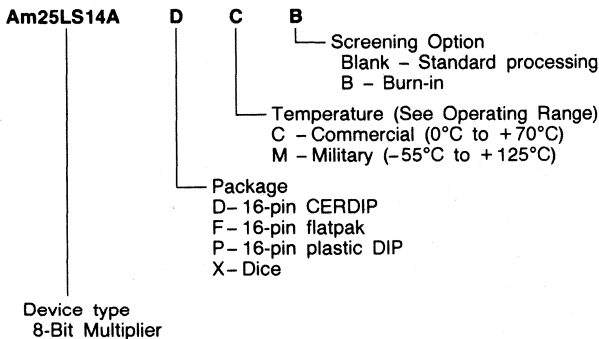 Am25LS14A D C B
Screening Option
Blank – Standard processing
B – Burn-in
Temperature (See Operating Range)
C – Commercial (0°C to +70°C)
M – Military (–55°C to +125°C)
Package
D– 16-pin CERDIP
F – 16-pin flatpak
P – 16-pin plastic DIP
X – Dice
Device type
8-Bit Multiplier